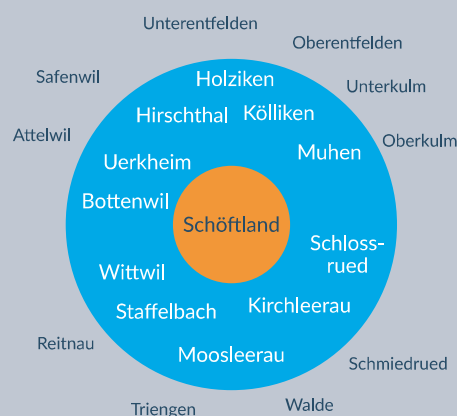 Unterentfelden
Oberentfelden
Safenwil
Holziken
Unterkulm
Hirschthal
Kölliken
Attelwil
Oberkulm
Muhen
Uerkheim
Bottenwil
Schöftland
Schloss-
rued
Wittwil
Staffelbach
Kirchleerau
Reitnau
Moosleerau
Schmiedrued
Triengen
Walde